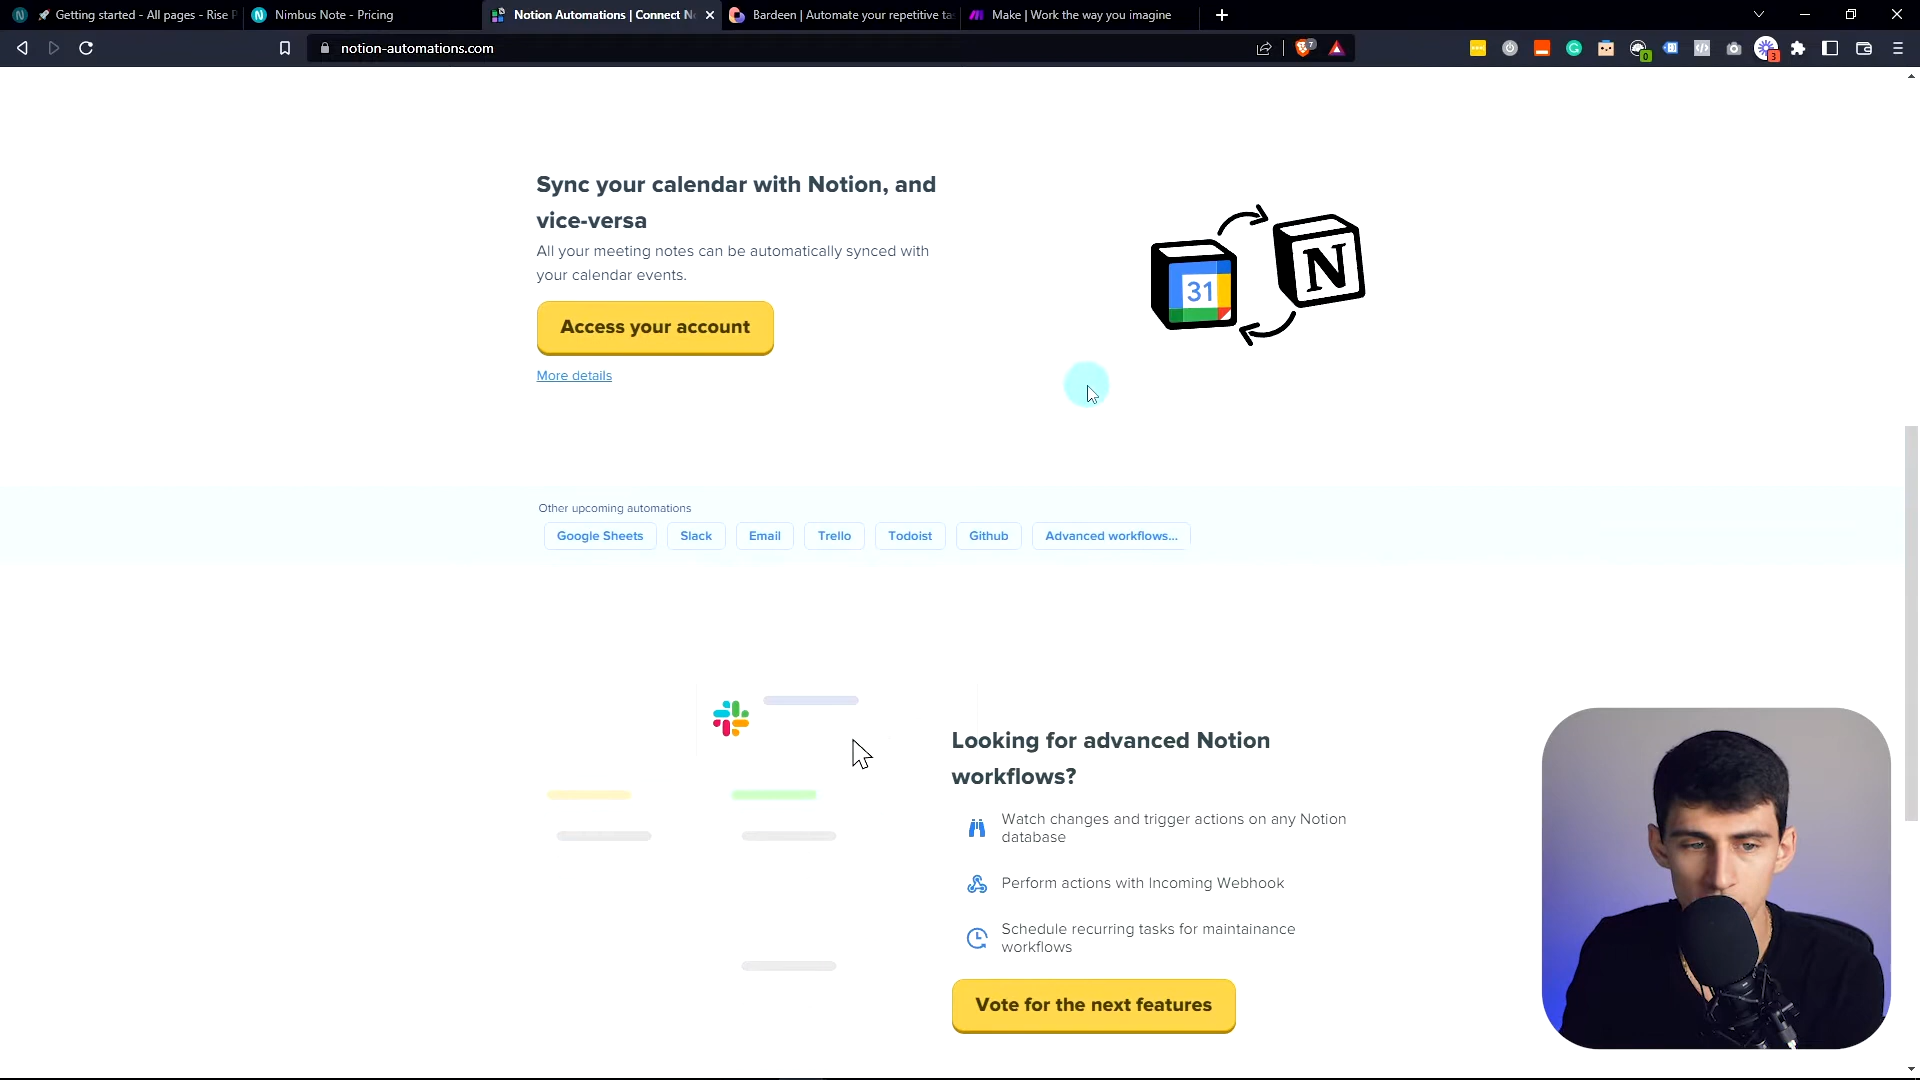 Getting started - All pages - Rise P
Nimbus Note - Pricing
Notion Automations | Connect N
Bardeen | Automate your repetitive ta
Make | Work the way you imagine
notion-automations.com
7
0
3
Sync your calendar with Notion, and
vice-versa
All your meeting notes can be automatically synced with
your calendar events.
Access your account
More details
31
N
Other upcoming automations
Google Sheets
Slack
Email
Trello
Todoist
Github
Advanced workflows...
Looking for advanced Notion
workflows?
Watch changes and trigger actions on any Notion
database
Perform actions with Incoming Webhook
Schedule recurring tasks for maintainance
workflows
Vote for the next features